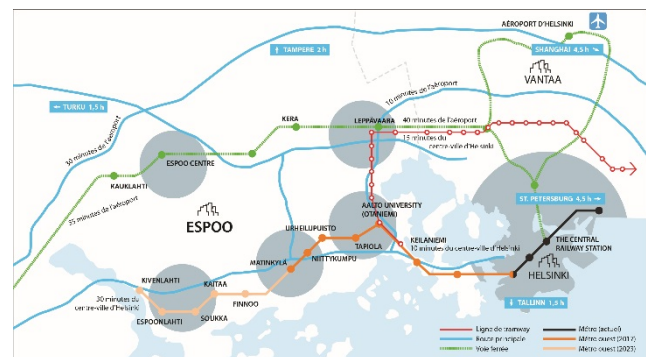 AÉROPORT D'HELSINKI
TAMPERE 2 h
SHANGHÁI 4,5 h
VANTAA
TURKU 1,5 h
30 minutes de l'aéroport
10 minutes de l'aéroport
KERA
LEPPÄVAARA
40 minutes de l'aéroport
15 minutes du
centre-ville d'Helsinki
ESPOO CENTRE
KAUKLAHTI
35 minutes de l'aéroport
ESPOO
AALTO UNIVERSITY
(OTANIEMI)
ST. PETERSBURG 4,5 h
URHEILUPUISTO
TAPIOLA
KEILANIEMI
10 minutes du centre-ville d'Helsinki
THE CENTRAL
RAILWAY STATION
HELSINKI
MATINKYLÄ
NIITTYKUMPU
KIVENLAHTI
KAITAA
FINNOO
30 minutes du
centre-ville d'Helsinki
ESPOONLAHTI
SOUKKA
TALLINN 1,5 h
Ligne de tramway
Route principale
Voie ferrée
Métro (actuel)
Métro ouest (2017)
Métro ouest (2023)